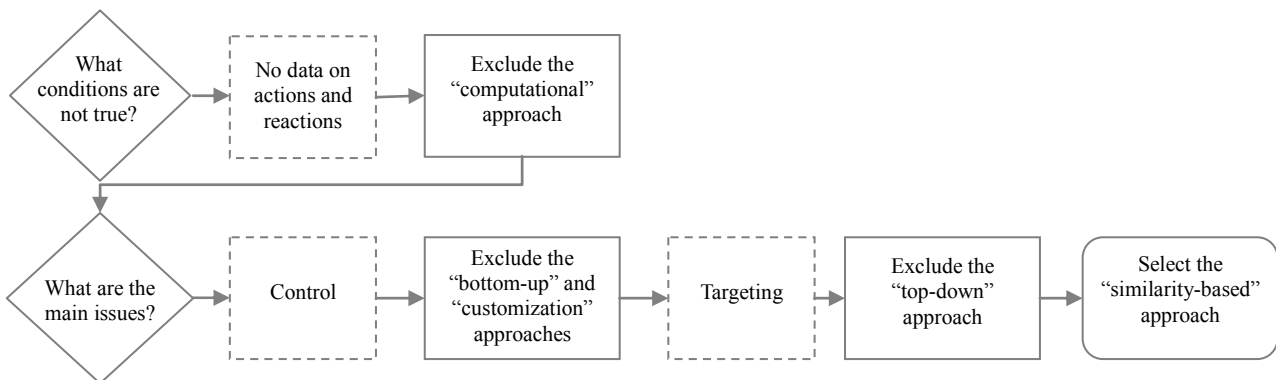 What
conditions are
not true?
No data on
actions and
reactions
Exclude the
“computational”
approach
What are the
main issues?
Control
Exclude the
“bottom-up” and
“customization”
approaches
Targeting
Exclude the
“top-down”
approach
Select the
“similarity-based”
approach